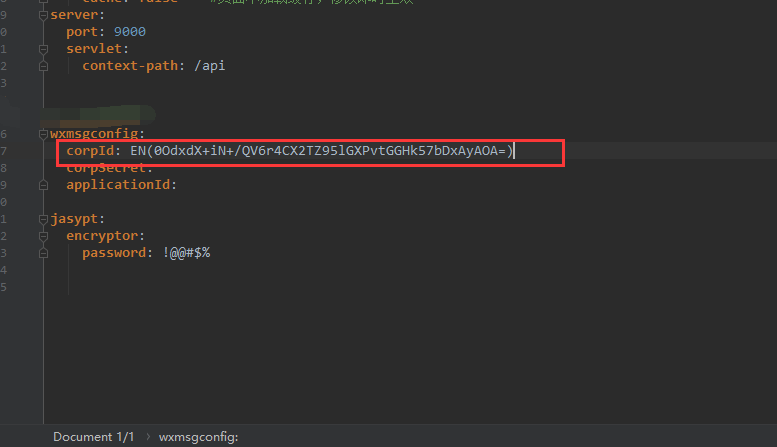 cache: false
9 server:
0 port: 9000
1 servlet:
2 context-path: /api
3
6 wxmsgconfig:
7 corpId: EN(0OdxdX+iN+/QV6r4CX2TZ95lGXPvtGGHk57bDxAyAOA=)
8 corpSecret:
9 applicationId:
0
1 jasypt:
2 encryptor:
3 password: !@@#$%
4
5
Document 1/1 › wxmsgconfig: